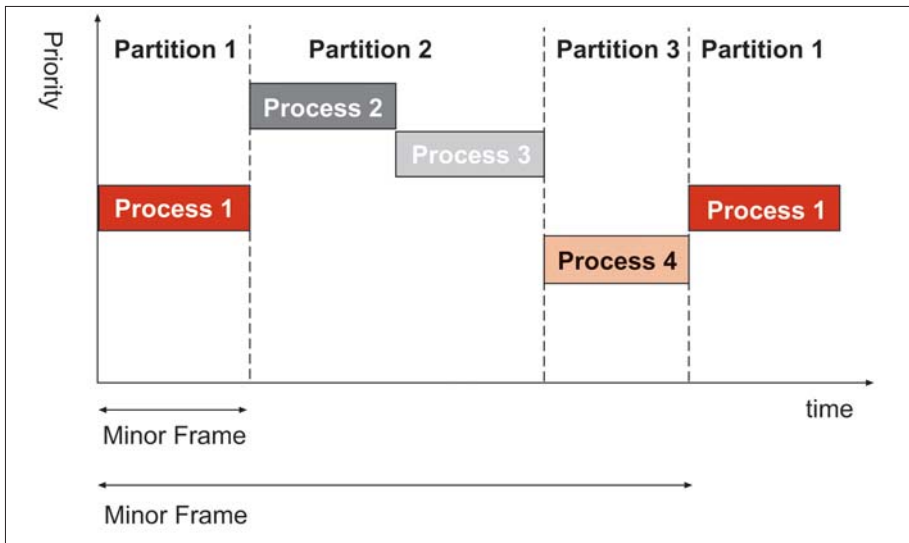 Priority
Partition 1
Partition 2
Partition 3
Partition 1
Process 2
Process 3
Process 1
Process 1
Process 4
time
Minor Frame
Minor Frame